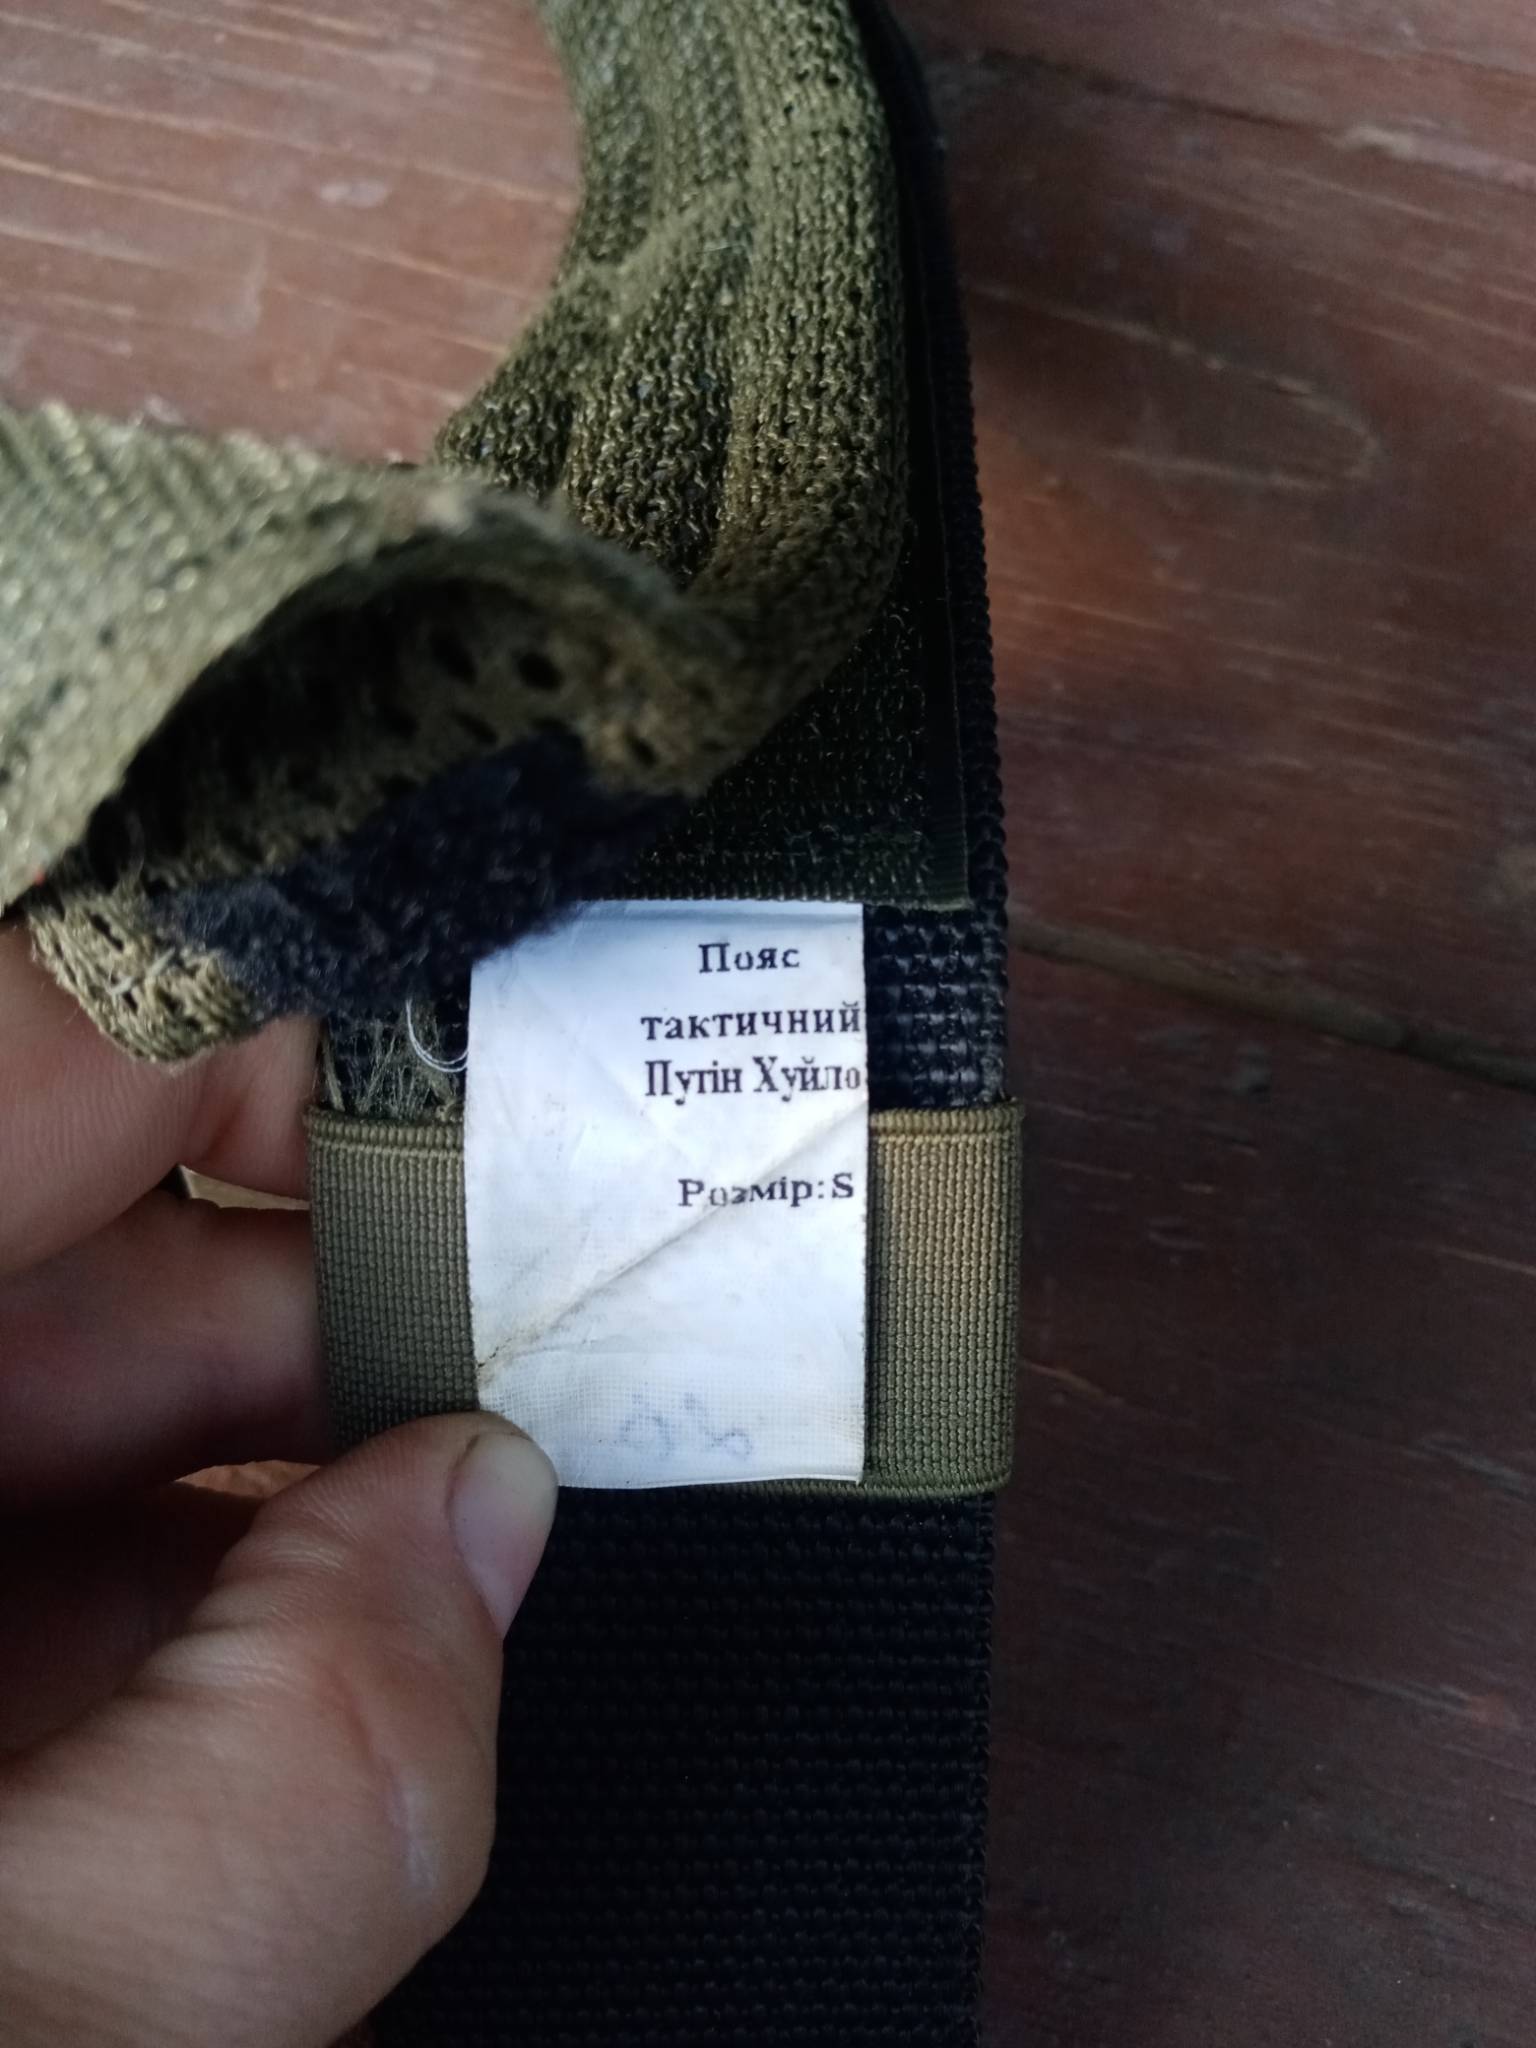 Пояс
тактичний
Путін Хуйло
Розмір:S